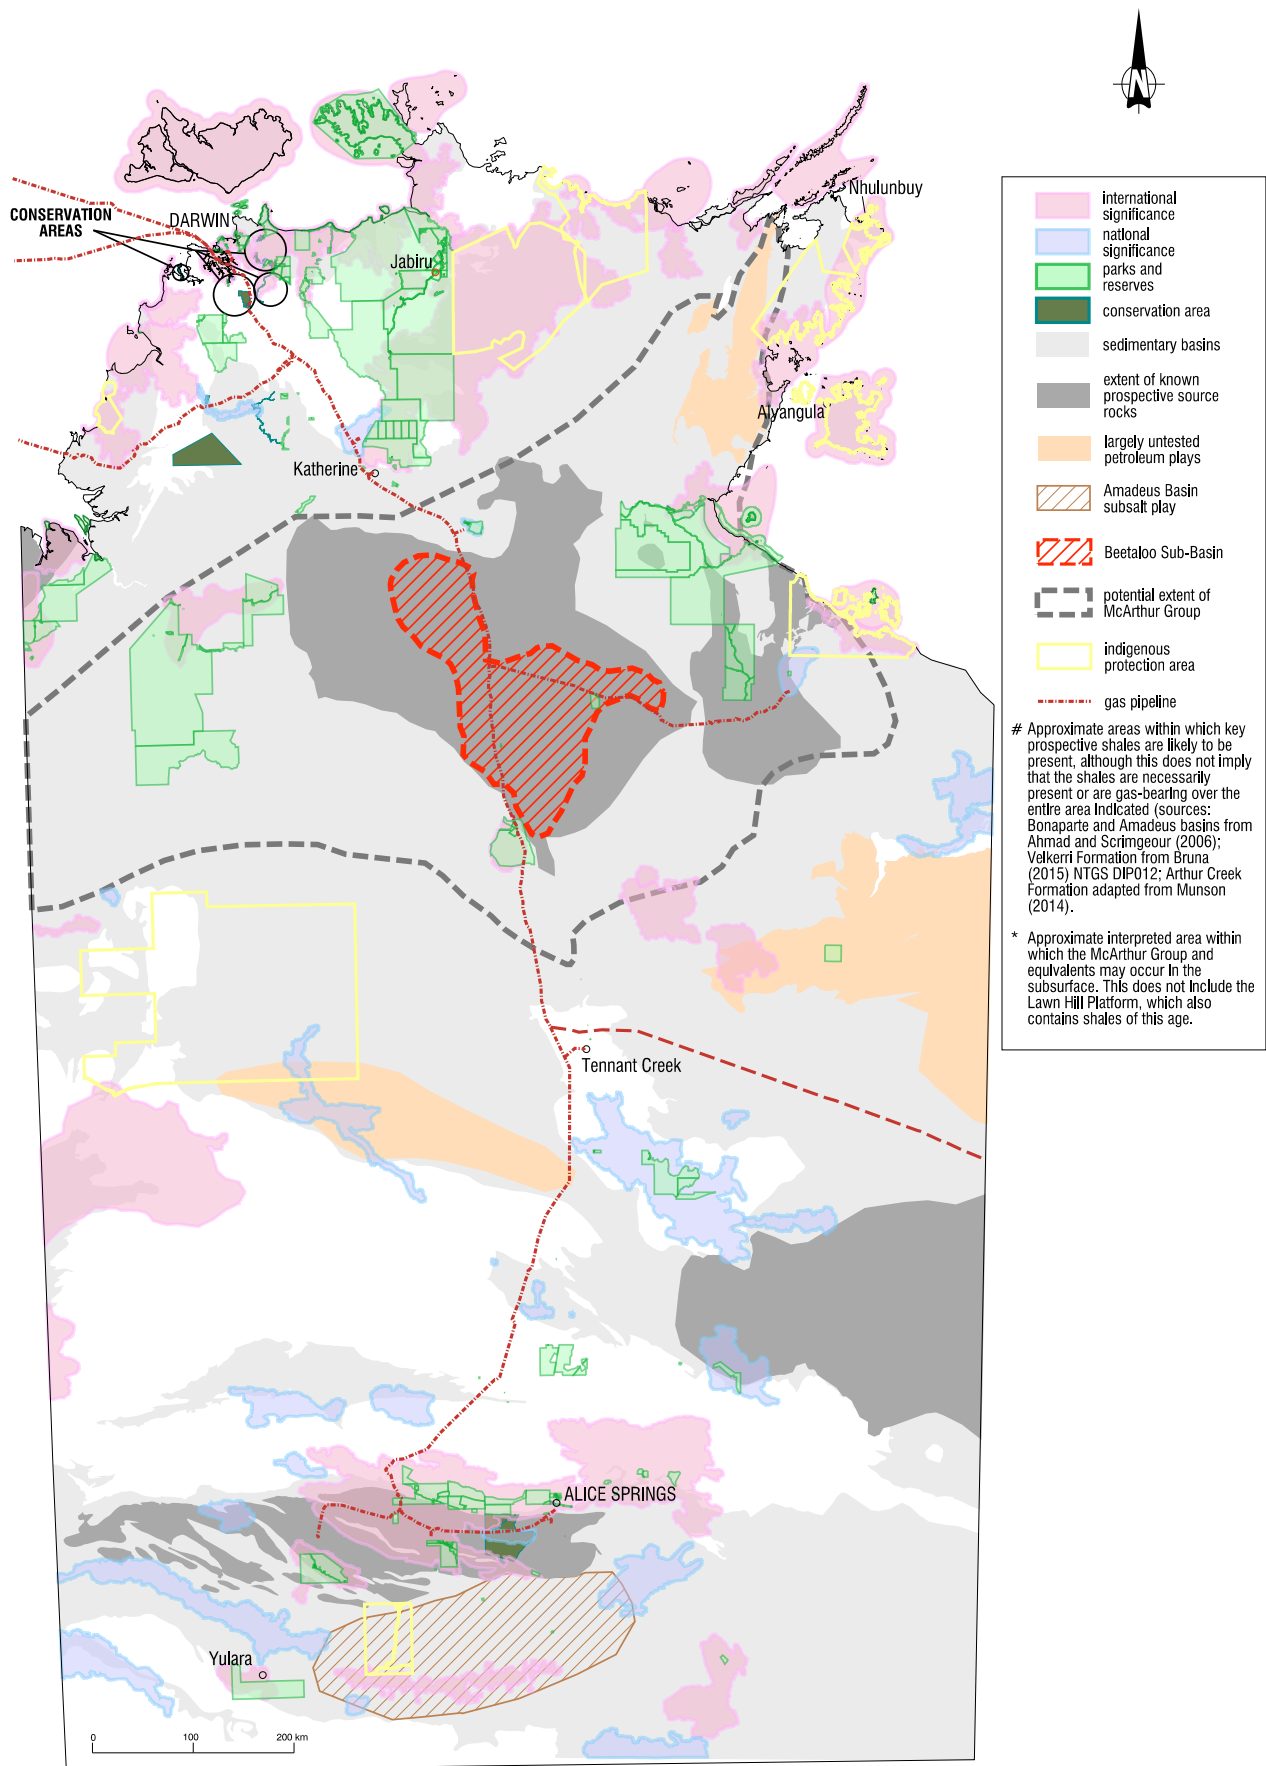 N
CONSERVATION
AREAS
DARWIN
Jabiru
Nhulunbuy
Alyangula
Katherine
Tennant Creek
ALICE SPRINGS
Yulara
0 100 200 km
international
significance
national
significance
parks and
reserves
conservation area
sedimentary basins
extent of known
prospective source
rocks
largely untested
petroleum plays
Amadeus Basin
subsalt play
Beetaloo Sub-Basin
potential extent of
McArthur Group
indigenous
protection area
gas pipeline
# Approximate areas within which key
prospective shales are likely to be
present, although this does not imply
that the shales are necessarily
present or are gas-bearing over the
entire area indicated (sources:
Bonaparte and Amadeus basins from
Ahmad and Scrimgeour (2006);
Velkerri Formation from Bruna
(2015) NTGS DIP012; Arthur Creek
Formation adapted from Munson
(2014).
* Approximate interpreted area within
which the McArthur Group and
equivalents may occur in the
subsurface. This does not include the
Lawn Hill Platform, which also
contains shales of this age.